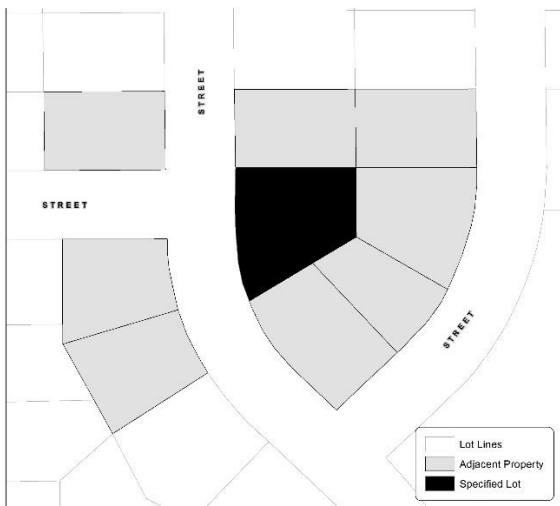 STREET
STREET
STREET
Lot Lines
Adjacent Property
Specified Lot